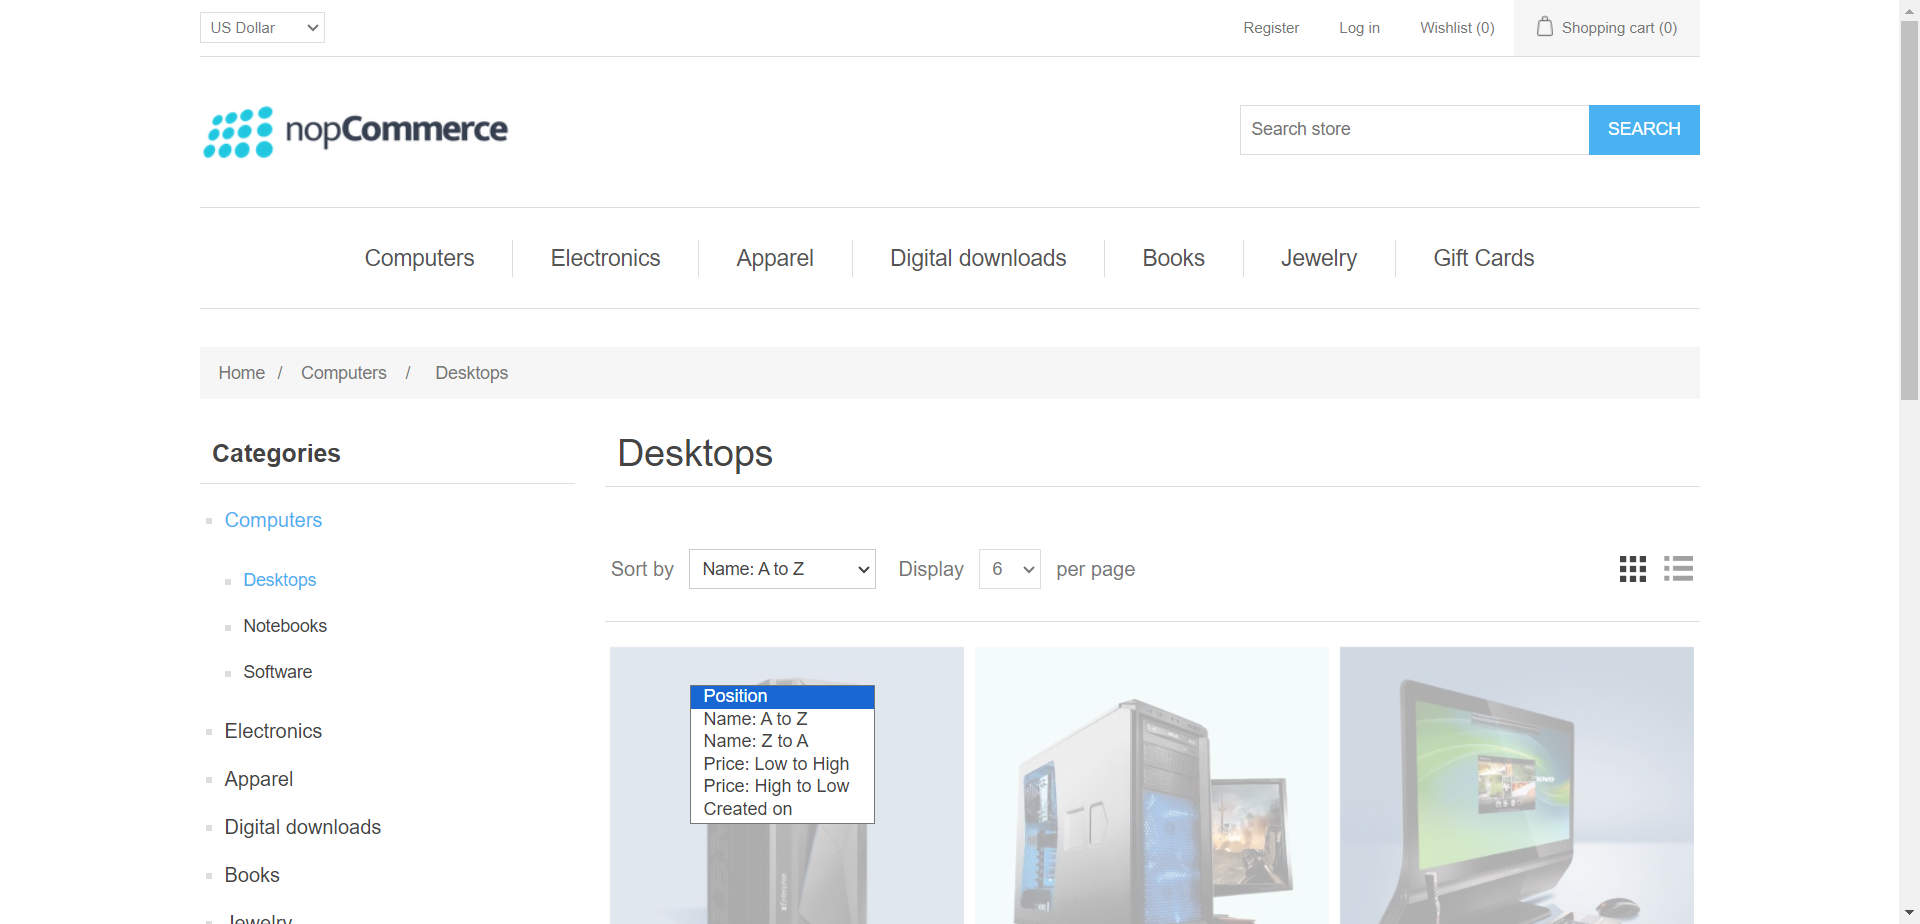 US Dollar
Register
Log in
Wishlist (0)
Shopping cart (0)
nopCommerce
Search store
SEARCH
Computers
Electronics
Apparel
Digital downloads
Books
Jewelry
Gift Cards
Home / Computers / Desktops
Categories
Computers
Desktops
Notebooks
Software
Electronics
Apparel
Digital downloads
Books
Jewelry
Desktops
Sort by Name: A to Z Display 6 per page
Position
Name: A to Z
Name: Z to A
Price: Low to High
Price: High to Low
Created on